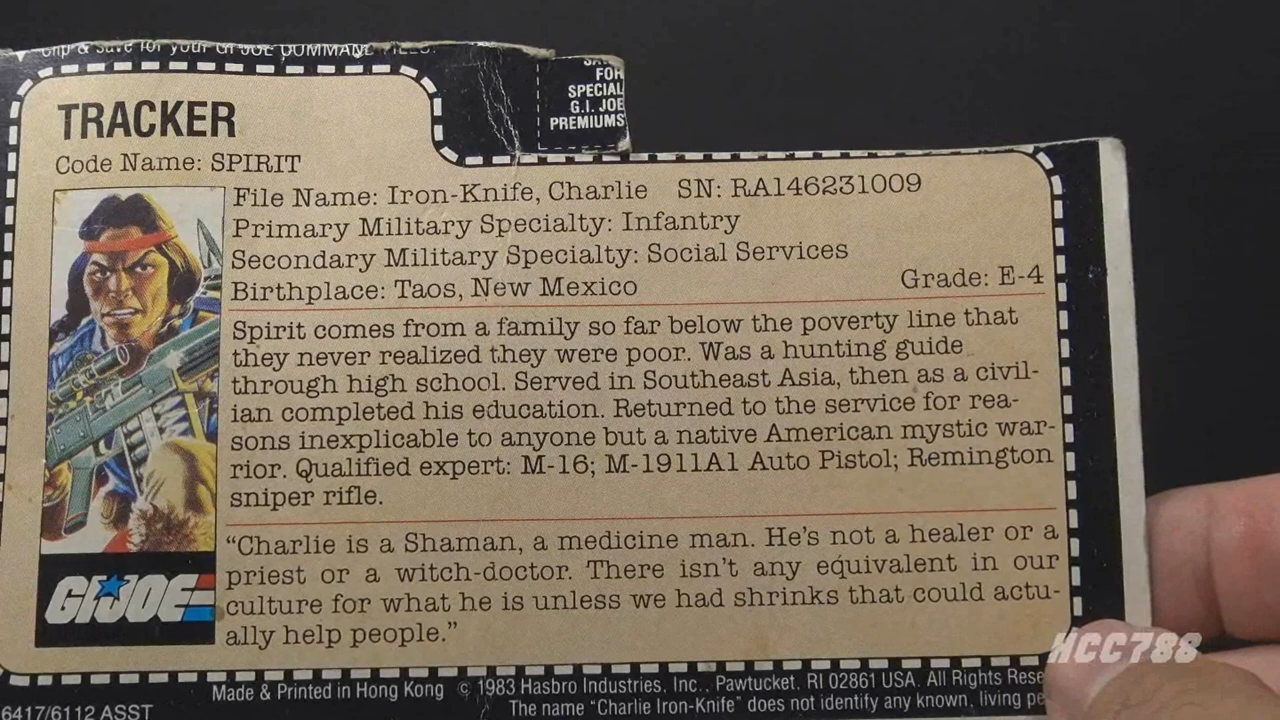 Clip & save for your GI JOE COMMAND FILES.
FOR
SPECIAL
G.I. JOE
PREMIUMS
TRACKER
Code Name: SPIRIT
File Name: Iron-Knife, Charlie SN: RA146231009
Primary Military Specialty: Infantry
Secondary Military Specialty: Social Services
Birthplace: Taos, New Mexico Grade: E-4
Spirit comes from a family so far below the poverty line that
they never realized they were poor. Was a hunting guide
through high school. Served in Southeast Asia, then as a civil-
ian completed his education. Returned to the service for rea-
sons inexplicable to anyone but a native American mystic war-
rior. Qualified expert: M-16; M-1911A1 Auto Pistol; Remington
sniper rifle.
“Charlie is a Shaman, a medicine man. He’s not a healer or a
priest or a witch-doctor. There isn’t any equivalent in our
culture for what he is unless we had shrinks that could actu-
ally help people.”
GI JOE
HCC788
Made & Printed in Hong Kong © 1983 Hasbro Industries, Inc., Pawtucket, RI 02861 USA. All Rights Rese
The name “Charlie Iron-Knife” does not identify any known, living pe
6417/6112 ASST